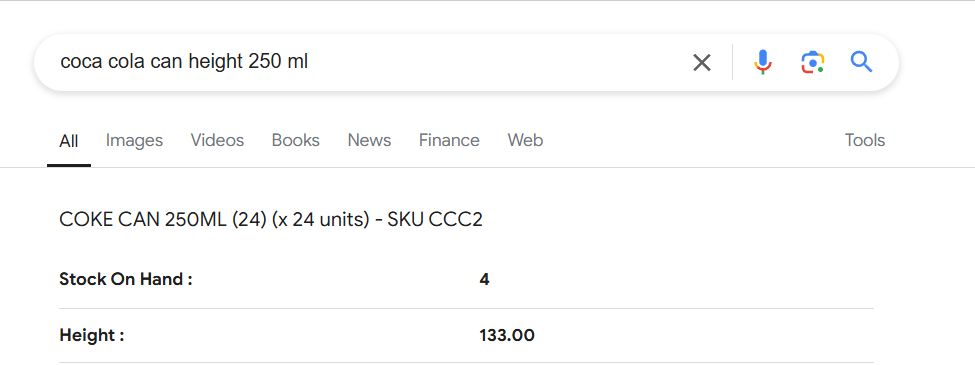 coca cola can height 250 ml
All Images Videos Books News Finance Web Tools
COKE CAN 250ML (24) (x 24 units) - SKU CCC2
Stock On Hand : 4
Height : 133.00